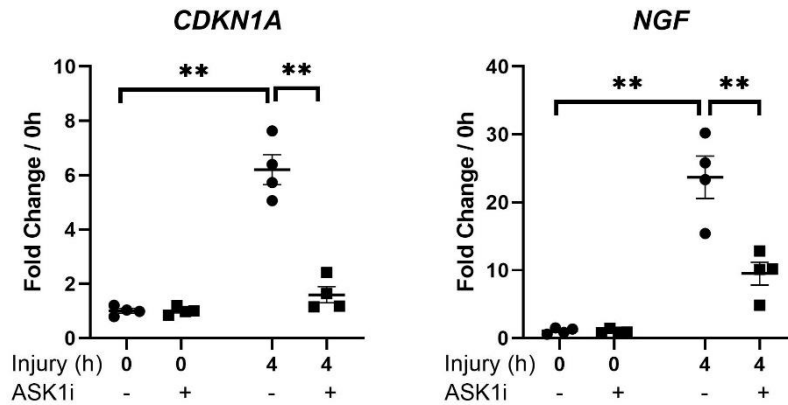 CDKN1A
Fold Change / 0h
10
8
6
4
2
0
** **
Injury (h) 0 0 4 4
ASK1i - + - +
NGF
Fold Change / 0h
40
30
20
10
0
** **
Injury (h) 0 0 4 4
ASK1i - + - +